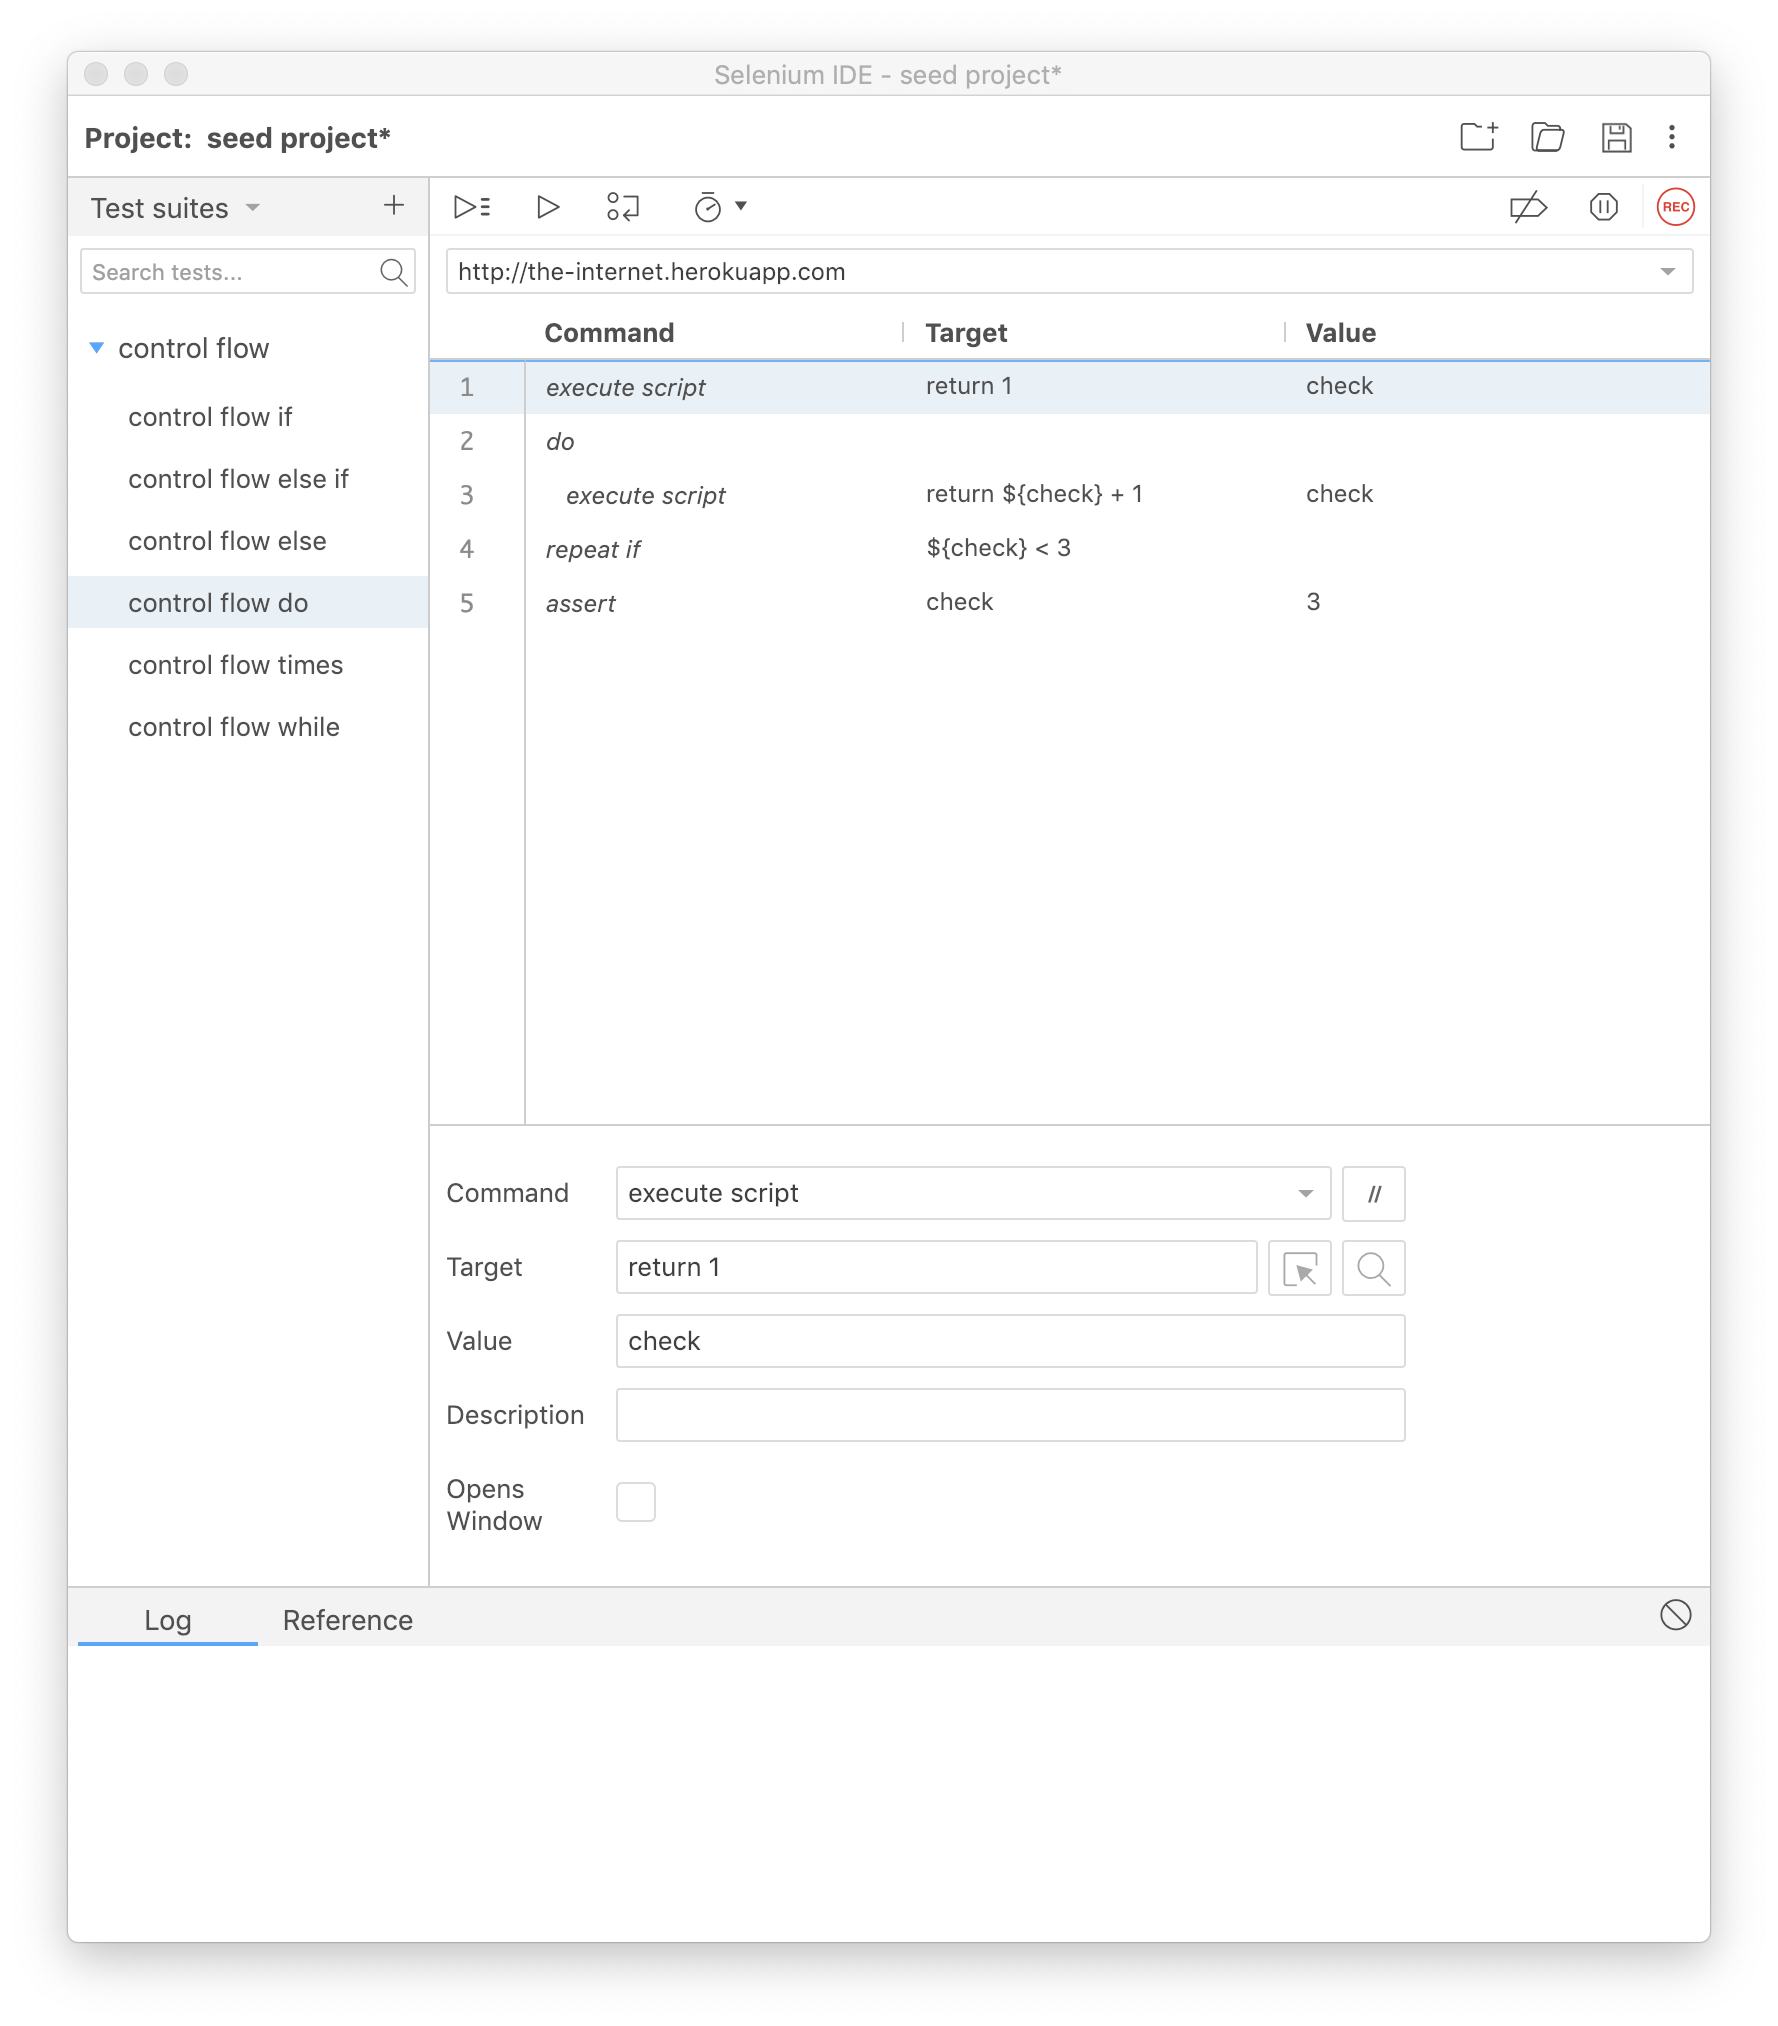 Selenium IDE - seed project*
Project: seed project*
Test suites
REC
Search tests...
http://the-internet.herokuapp.com
Command Target Value
control flow
control flow if
control flow else if
control flow else
control flow do
control flow times
control flow while
1 execute script return 1 check
2 do
3 execute script return ${check} + 1 check
4 repeat if ${check} < 3
5 assert check 3
Command execute script //
Target return 1
Value check
Description
Opens
Window
Log Reference